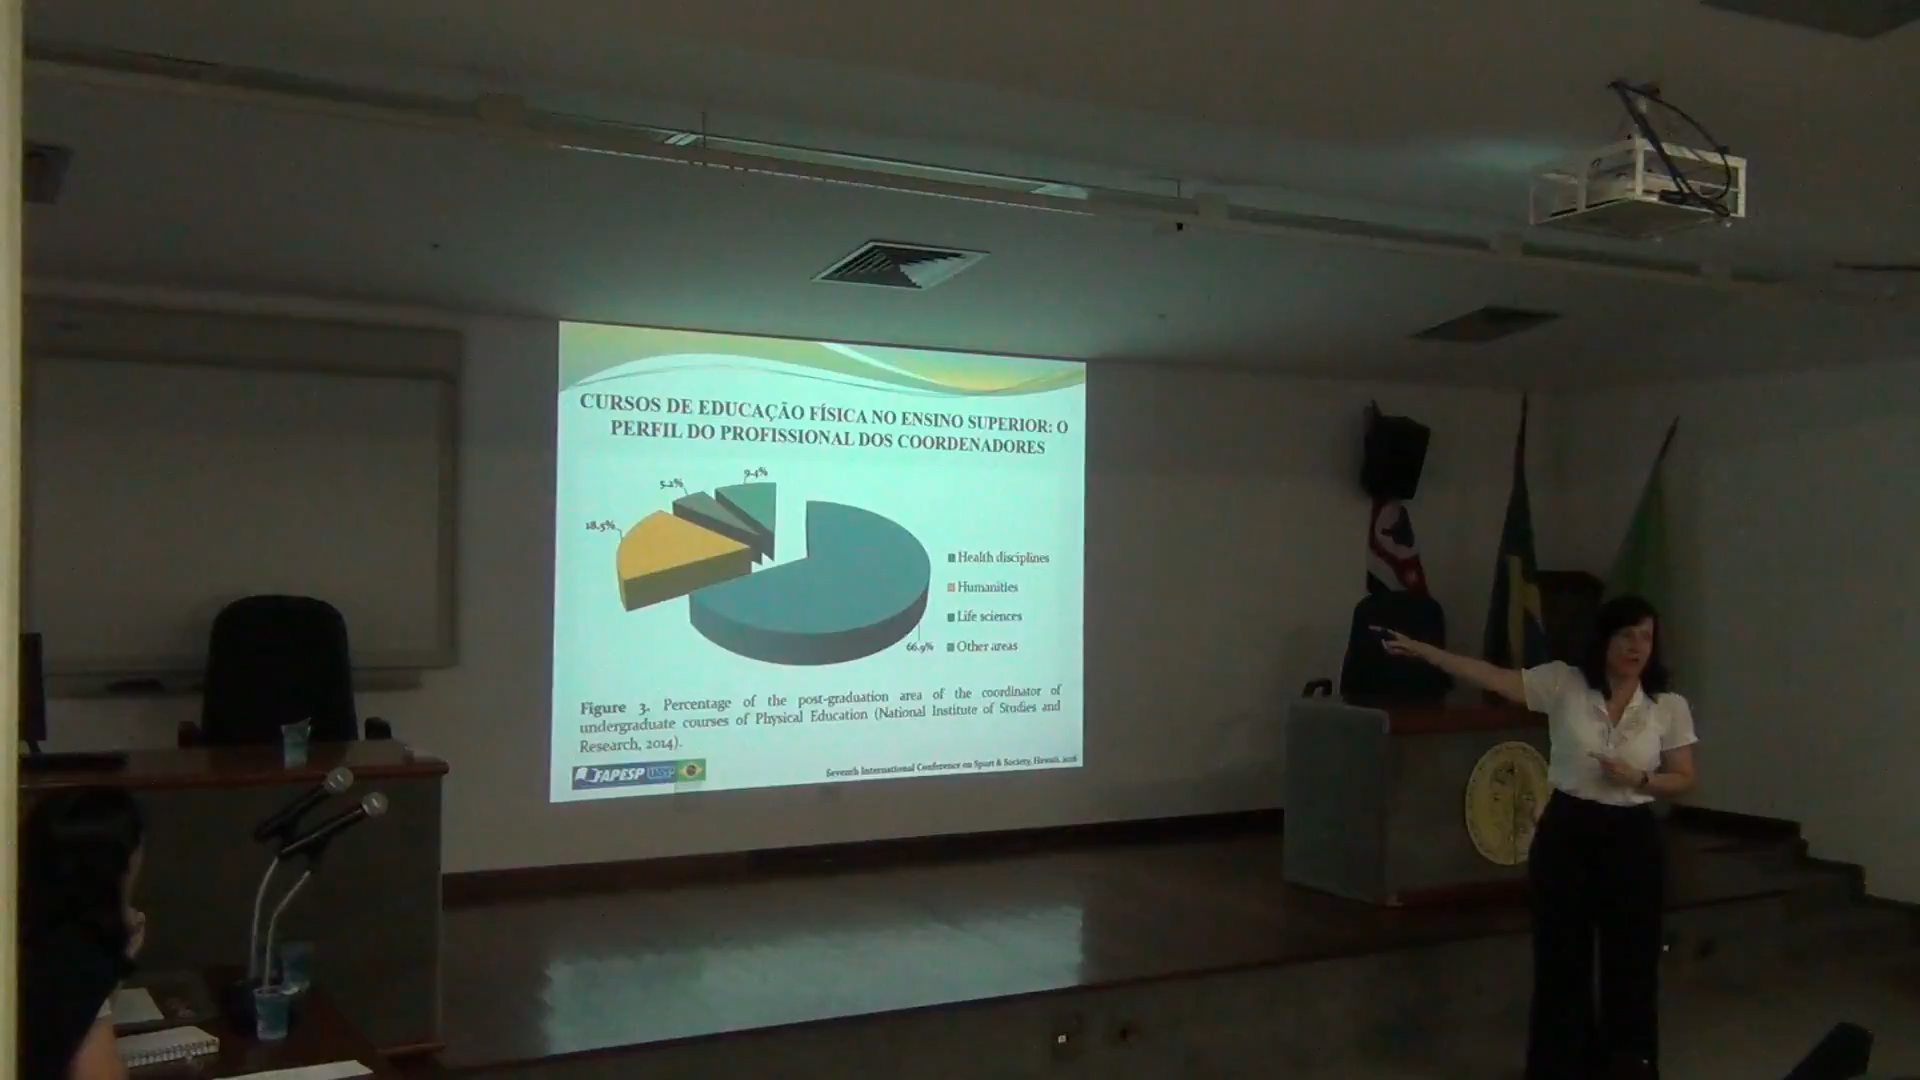 CURSOS DE EDUCAÇÃO FÍSICA NO ENSINO SUPERIOR: O
PERFIL DO PROFISSIONAL DOS COORDENADORES
9.4%
5.2%
18.5%
66.9%
Health disciplines
Humanities
Life sciences
Other areas
Figure 3. Percentage of the post-graduation area of the coordinator of
undergraduate courses of Physical Education (National Institute of Studies and
Research, 2014).
FAPESP
Seventh International Conference on Sport & Society, Hawaii, 2016